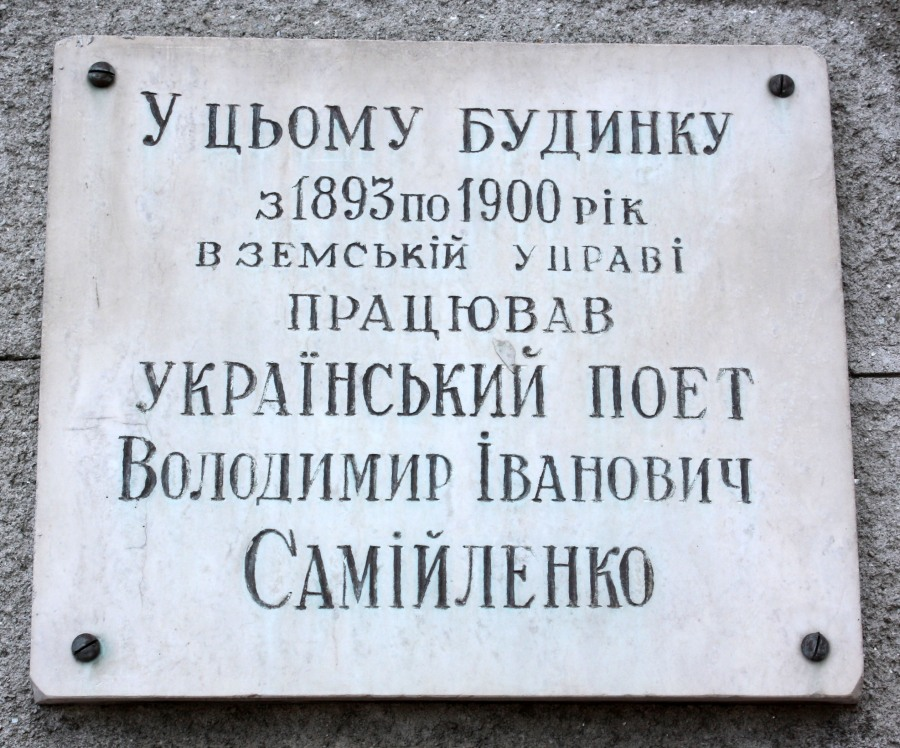 У ЦЬОМУ БУДИНКУ
з 1893 по 1900 рік
в земській управі
ПРАЦЮВАВ
УКРАЇНСЬКИЙ ПОЕТ
Володимир Іванович
Самійленко